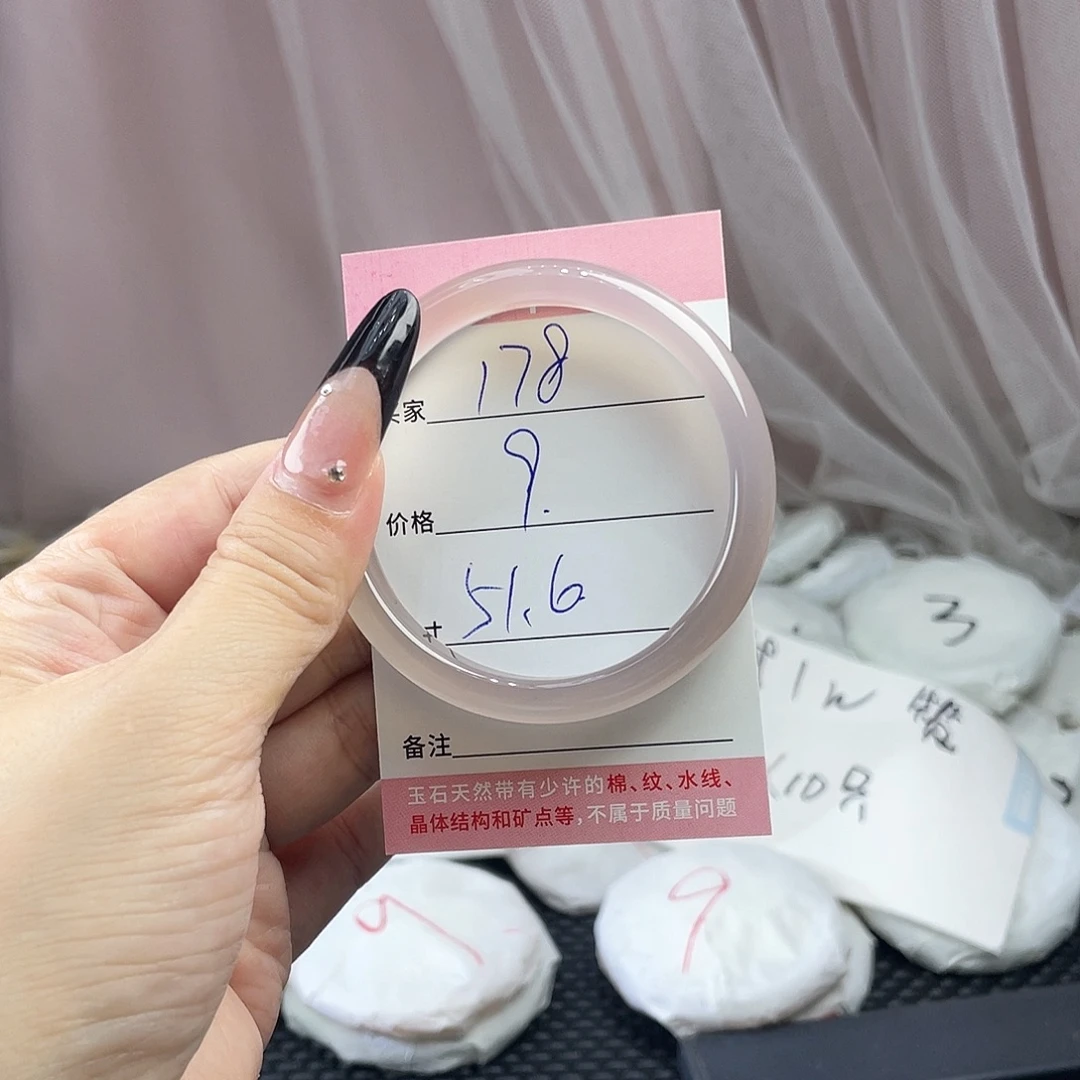 178
家
9.
价格
51.6
寸
备注
玉石天然带有少许的棉、纹、水线、
晶体结构和矿点等,不属于质量问题
3
1w
×10只
5
9